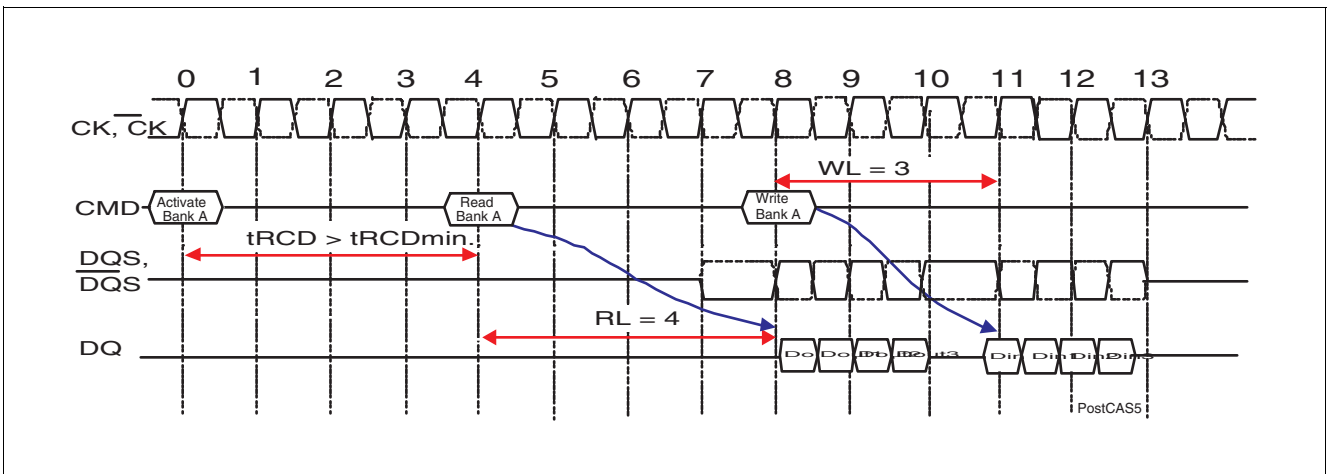 0 1 2 3 4 5 6 7 8 9 10 11 12 13
CK, CK
WL = 3
CMD
Activate
Bank A
Read
Bank A
Write
Bank A
tRCD > tRCDmin.
DQS,
DQS
RL = 4
DQ
PostCAS5